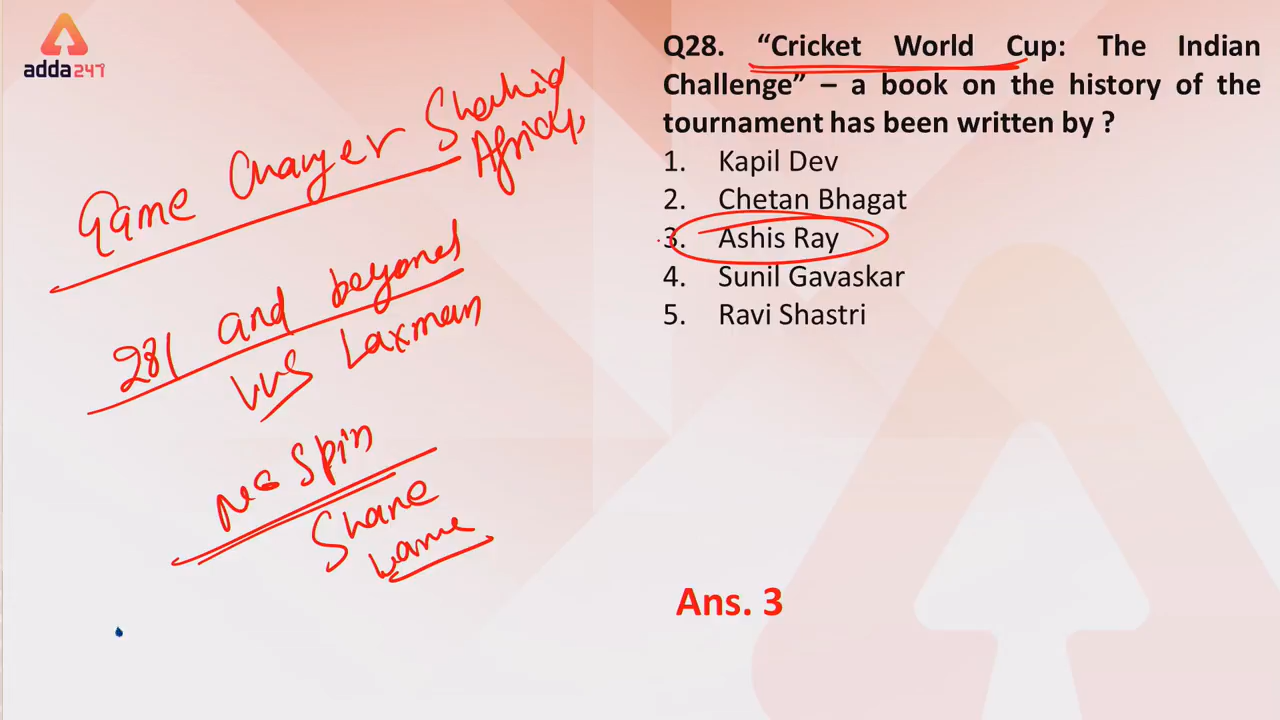 adda247
Game Changer Shahid
Afridi
281 and beyond
VVS Laxman
No Spin
Shane
Warne
Q28. “Cricket World Cup: The Indian
Challenge” – a book on the history of the
tournament has been written by ?
1. Kapil Dev
2. Chetan Bhagat
3. Ashis Ray
4. Sunil Gavaskar
5. Ravi Shastri
Ans. 3